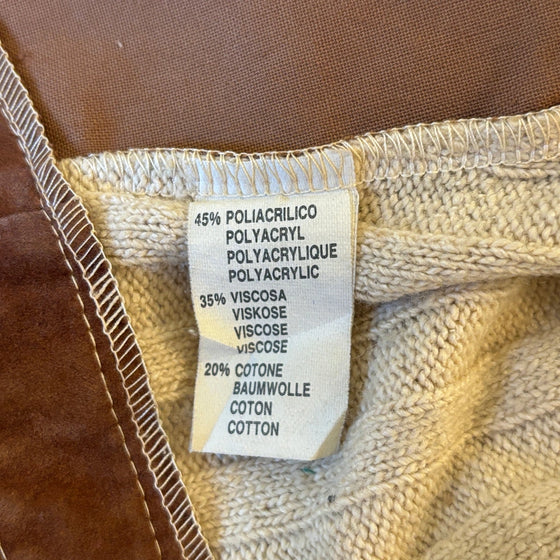 45% POLIACRILICO
POLYACRYL
POLYACRYLIQUE
POLYACRYLIC
35% VISCOSA
VISKOSE
VISCOSE
VISCOSE
20% COTONE
BAUMWOLLE
COTON
COTTON